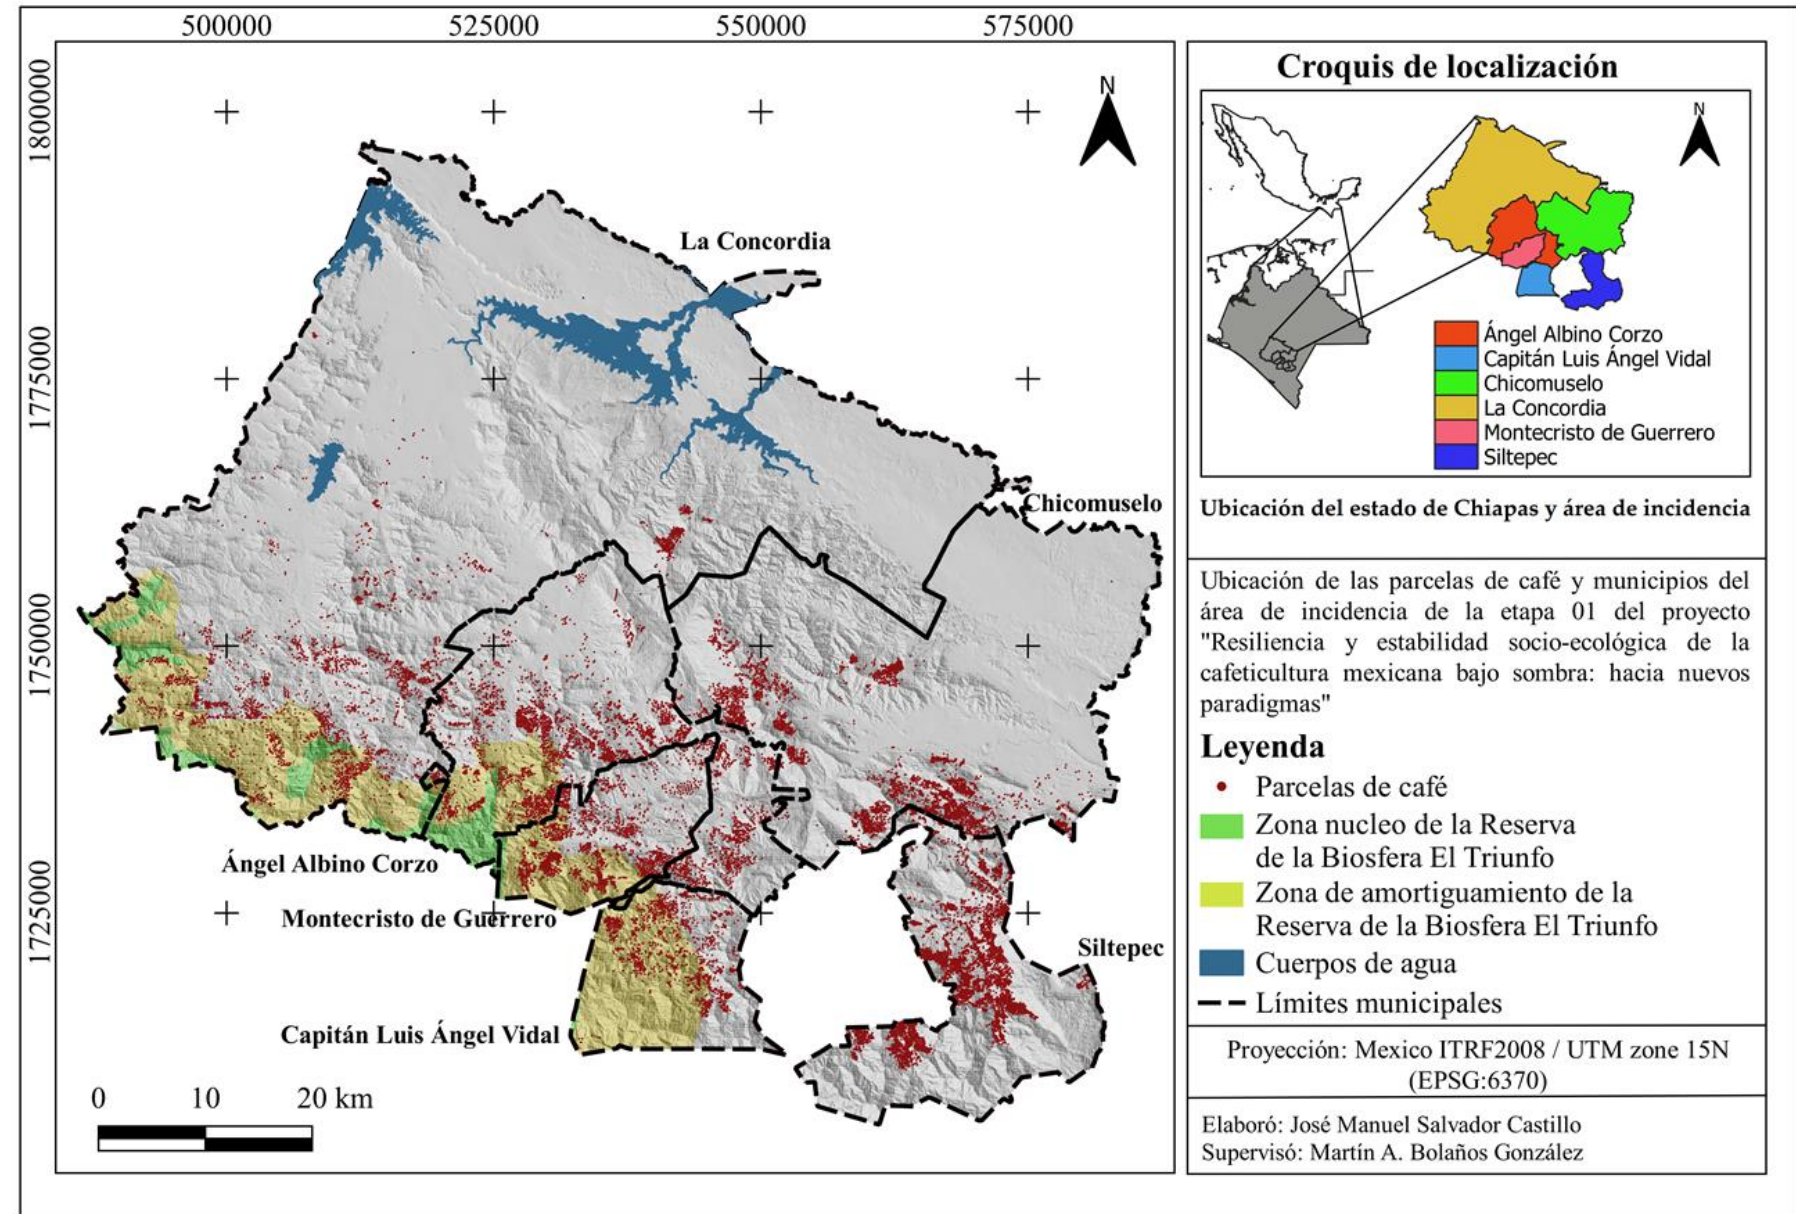 500000 525000 550000 575000
1800000
1775000
1750000
1725000
N
La Concordia
Chicomuselo
Ángel Albino Corzo
Montecristo de Guerrero
Siltepec
Capitán Luis Ángel Vidal
0 10 20 km
Croquis de localización
N
Ángel Albino Corzo
Capitán Luis Ángel Vidal
Chicomuselo
La Concordia
Montecristo de Guerrero
Siltepec
Ubicación del estado de Chiapas y área de incidencia
Ubicación de las parcelas de café y municipios del
área de incidencia de la etapa 01 del proyecto
"Resiliencia y estabilidad socio-ecológica de la
cafeticultura mexicana bajo sombra: hacia nuevos
paradigmas"
Leyenda
Parcelas de café
Zona nucleo de la Reserva
de la Biosfera El Triunfo
Zona de amortiguamiento de la
Reserva de la Biosfera El Triunfo
Cuerpos de agua
Límites municipales
Proyección: Mexico ITRF2008 / UTM zone 15N
(EPSG:6370)
Elaboró: José Manuel Salvador Castillo
Supervisó: Martín A. Bolaños González